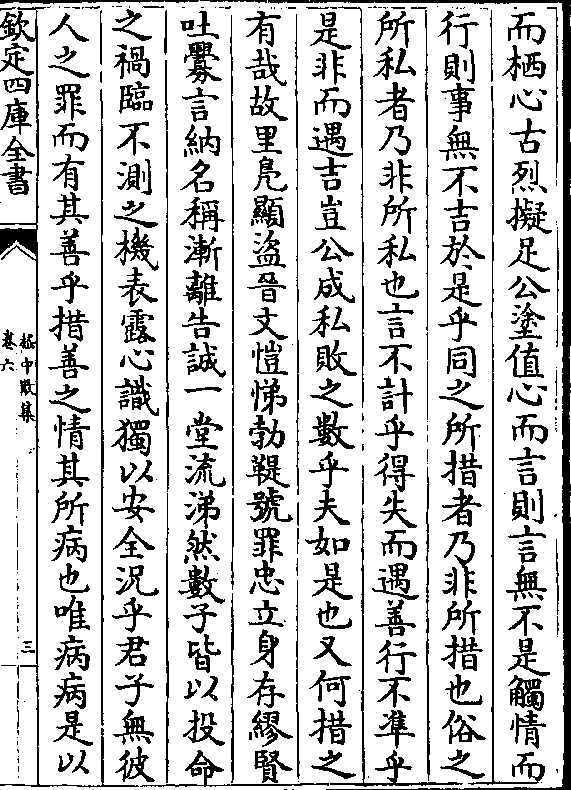 而栖心古烈擬足公塗值心而言則言無不是觸情而
行則事無不吉於是乎同之所措者乃非所措也俗之
所私者乃非所私也言不計乎得失而遇善行不準乎
是非而遇吉豈公成私敗之數乎夫如是也又何措之
有哉故里鳧顯盜晉文愷悌勃鞮號罪忠立身存繆賢
吐釁言納名稱漸離告誠一堂流涕然數子皆以投命
之禍臨不測之機表露心識獨以安全況乎君子無彼
人之罪而有其善乎措善之情其所病也唯病病是以
欽定四庫全書
嵇中散集
卷六
三